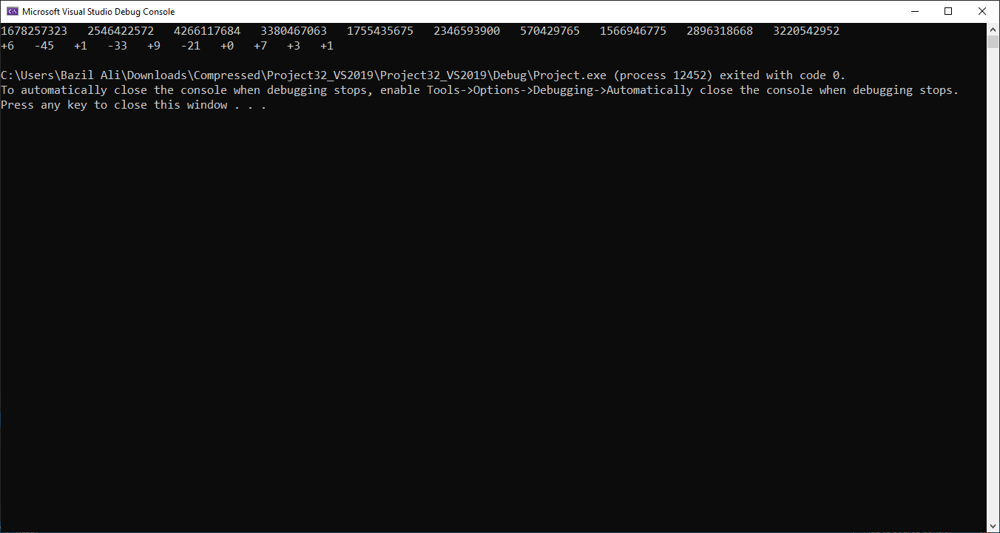 Microsoft Visual Studio Debug Console
1678257323   2546422572   4266117684   3380467063   1755435675   2346593900   570429765   1566946775   2896318668   3220542952
+6   -45   +1   -33   +9   -21   +0   +7   +3   +1
C:\Users\Bazil Ali\Downloads\Compressed\Project32_VS2019\Project32_VS2019\Debug\Project.exe (process 12452) exited with code 0.
To automatically close the console when debugging stops, enable Tools->Options->Debugging->Automatically close the console when debugging stops.
Press any key to close this window . . .